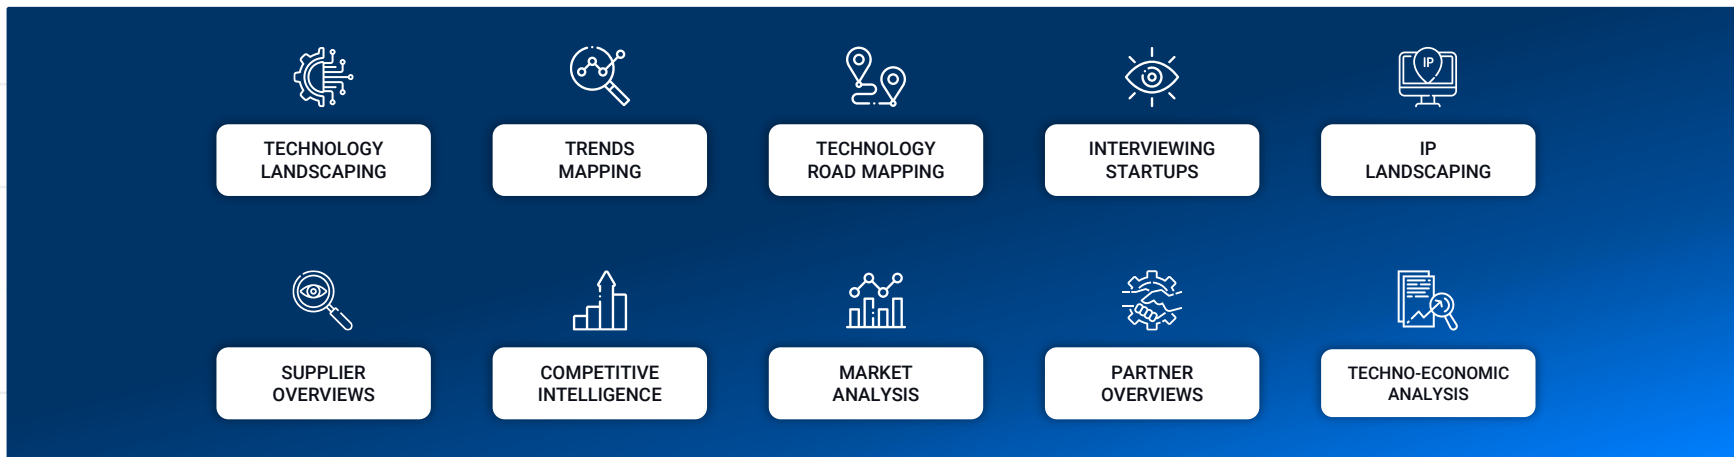 TECHNOLOGY
LANDSCAPING
TRENDS
MAPPING
TECHNOLOGY
ROAD MAPPING
INTERVIEWING
STARTUPS
IP
IP
LANDSCAPING
SUPPLIER
OVERVIEWS
COMPETITIVE
INTELLIGENCE
MARKET
ANALYSIS
PARTNER
OVERVIEWS
TECHNO-ECONOMIC
ANALYSIS